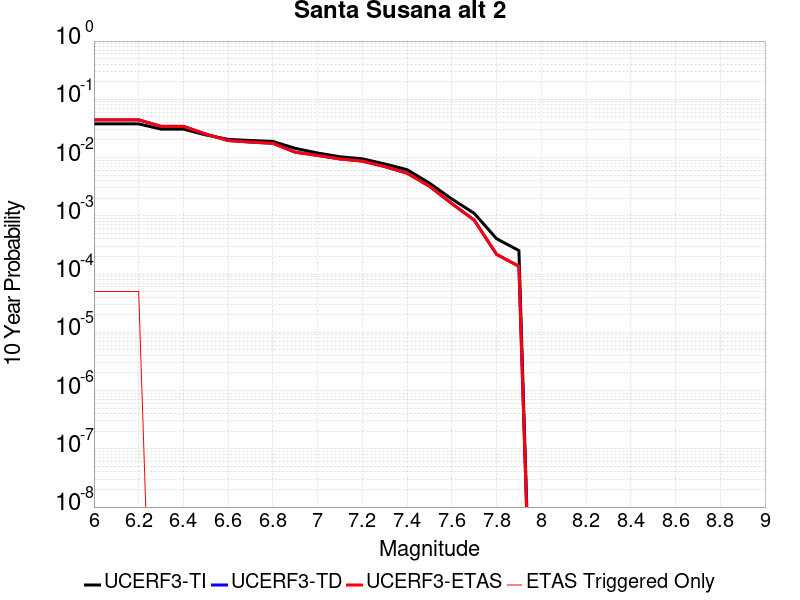 Santa Susana alt 2
10^0
10^-1
10^-2
10^-3
10^-4
10^-5
10^-6
10^-7
10^-8
10 Year Probability
6 6.2 6.4 6.6 6.8 7 7.2 7.4 7.6 7.8 8 8.2 8.4 8.6 8.8 9
Magnitude
UCERF3-TI UCERF3-TD UCERF3-ETAS ETAS Triggered Only